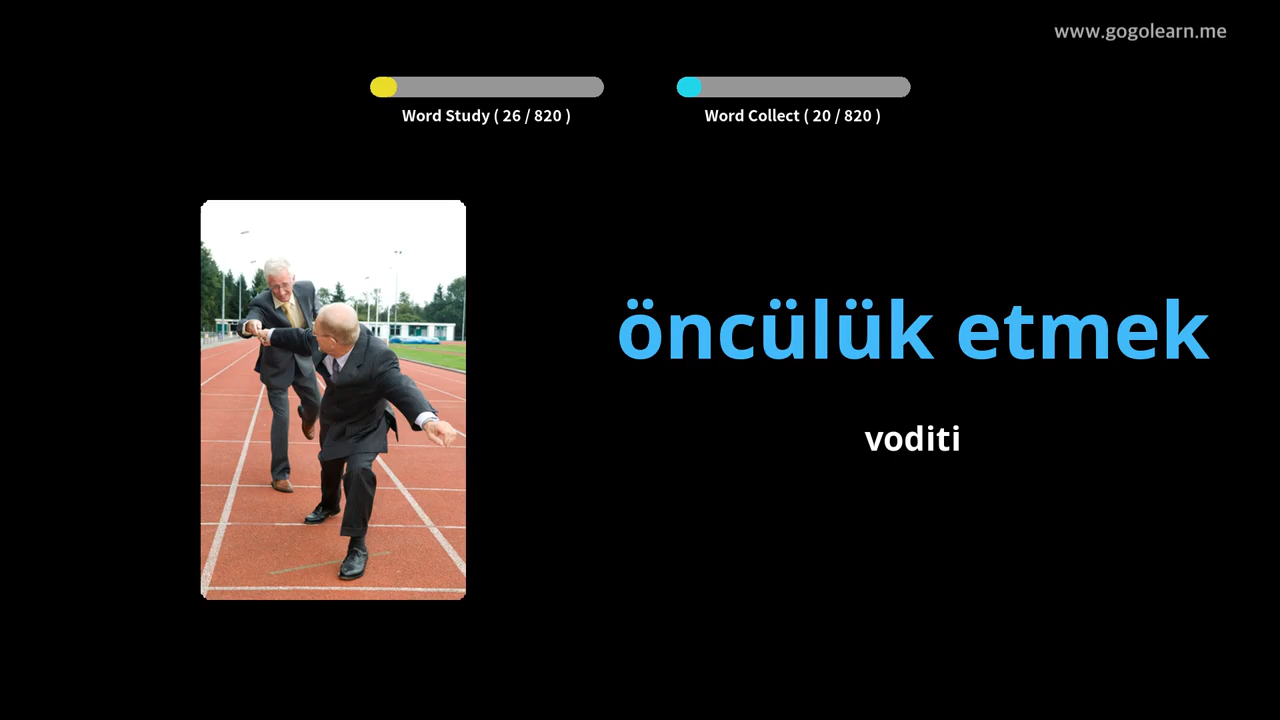 www.gogolearn.me
Word Study ( 26 / 820 )
Word Collect ( 20 / 820 )
öncülük etmek
voditi